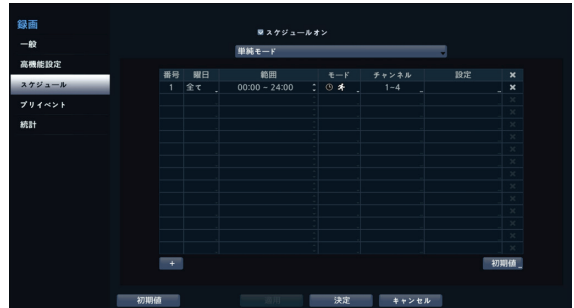 録画
一般
高機能設定
スケジュール
プリイベント
統計
スケジュールオン
単純モード
番号 曜日 範囲 モード チャンネル 設定 ×
1 全て 00:00 ~ 24:00 1-4 ×
+ 初期値
初期値 適用 決定 キャンセル